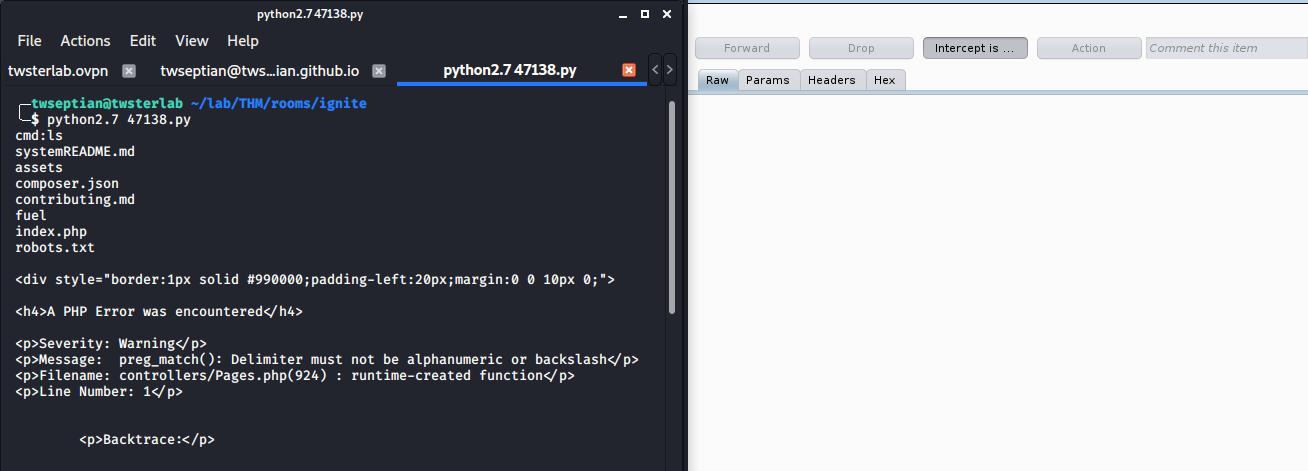 python2.7 47138.py
File Actions Edit View Help
twsterlab.ovpn
twseptian@tws...ian.github.io
python2.7 47138.py
twseptian@twsterlab ~/lab/THM/rooms/ignite
$ python2.7 47138.py
cmd:ls
systemREADME.md
assets
composer.json
contributing.md
fuel
index.php
robots.txt
<div style="border:1px solid #990000;padding-left:20px;margin:0 0 10px 0;">
<h4>A PHP Error was encountered</h4>
<p>Severity: Warning</p>
<p>Message:  preg_match(): Delimiter must not be alphanumeric or backslash</p>
<p>Filename: controllers/Pages.php(924) : runtime-created function</p>
<p>Line Number: 1</p>
<p>Backtrace:</p>
Forward Drop Intercept is ... Action Comment this item
Raw Params Headers Hex